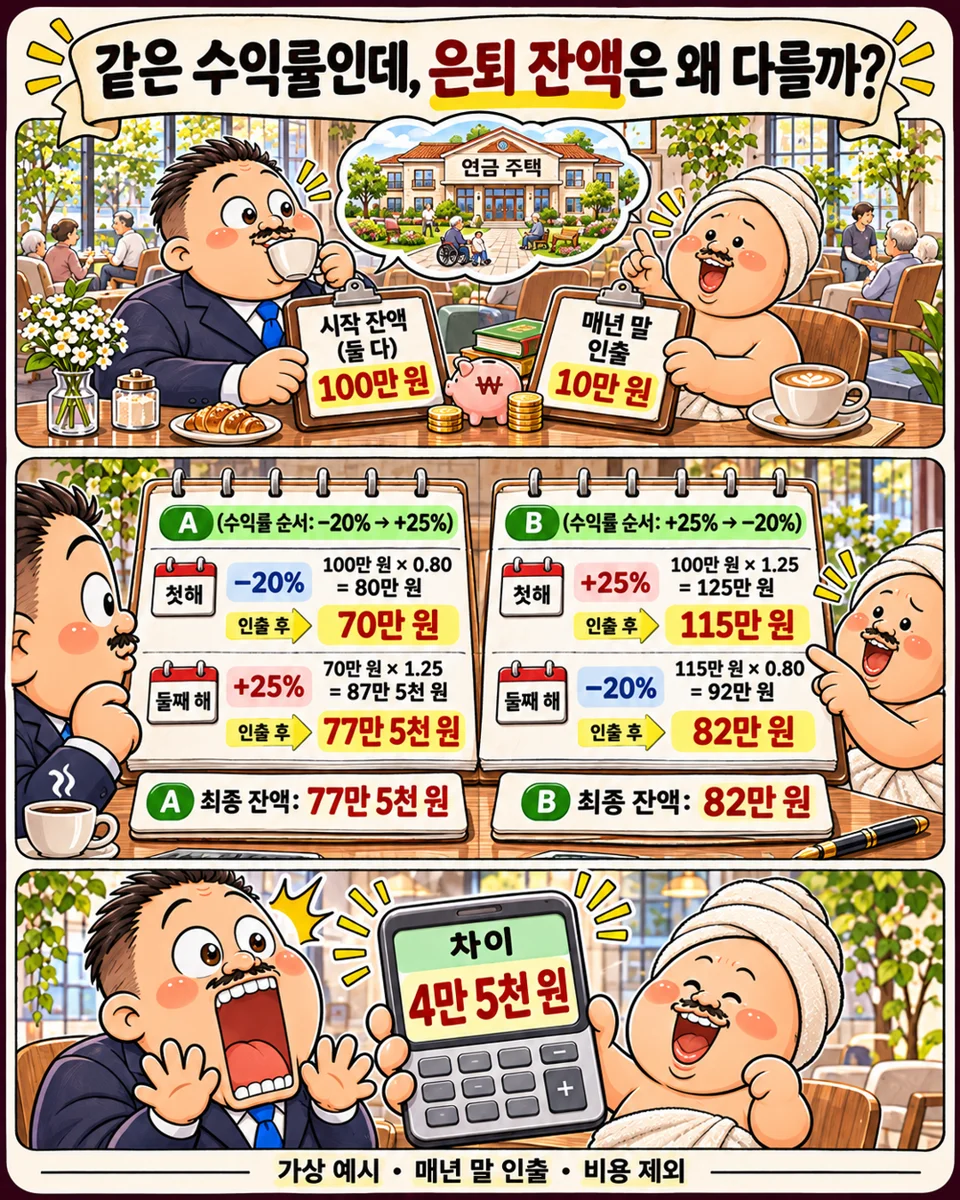 같은 수익률인데, 은퇴 잔액은 왜 다를까?
연금 주택
시작 잔액
(둘 다)
100만 원
₩
매년 말
인출
10만 원
A (수익률 순서: −20% → +25%)
첫해
−20%
100만 원 × 0.80
= 80만 원
인출 후
70만 원
둘째 해
+25%
70만 원 × 1.25
= 87만 5천 원
인출 후
77만 5천 원
A 최종 잔액: 77만 5천 원
B (수익률 순서: +25% → −20%)
첫해
+25%
100만 원 × 1.25
= 125만 원
인출 후
115만 원
둘째 해
−20%
115만 원 × 0.80
= 92만 원
인출 후
82만 원
B 최종 잔액: 82만 원
차이
4만 5천 원
가상 예시 • 매년 말 인출 • 비용 제외